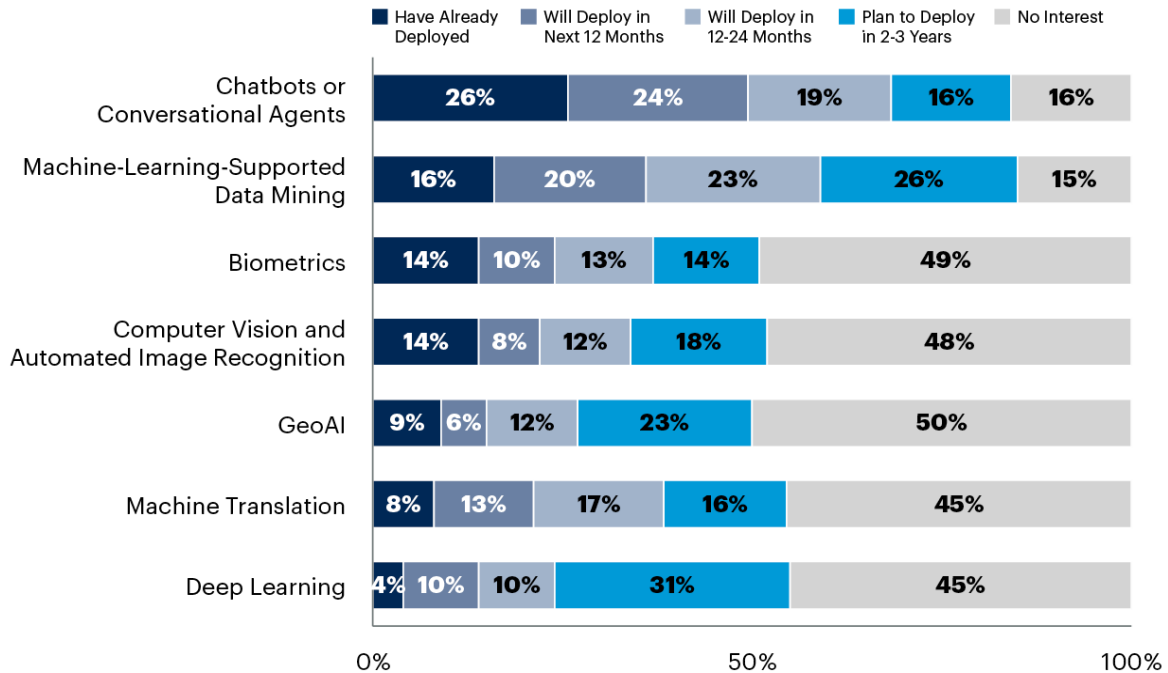 Have Already
Deployed
Will Deploy in
Next 12 Months
Will Deploy in
12-24 Months
Plan to Deploy
in 2-3 Years
No Interest
Chatbots or
Conversational Agents
26% 24% 19% 16% 16%
Machine-Learning-Supported
Data Mining
16% 20% 23% 26% 15%
Biometrics
14% 10% 13% 14% 49%
Computer Vision and
Automated Image Recognition
14% 8% 12% 18% 48%
GeoAI
9% 6% 12% 23% 50%
Machine Translation
8% 13% 17% 16% 45%
Deep Learning
4% 10% 10% 31% 45%
0% 50% 100%